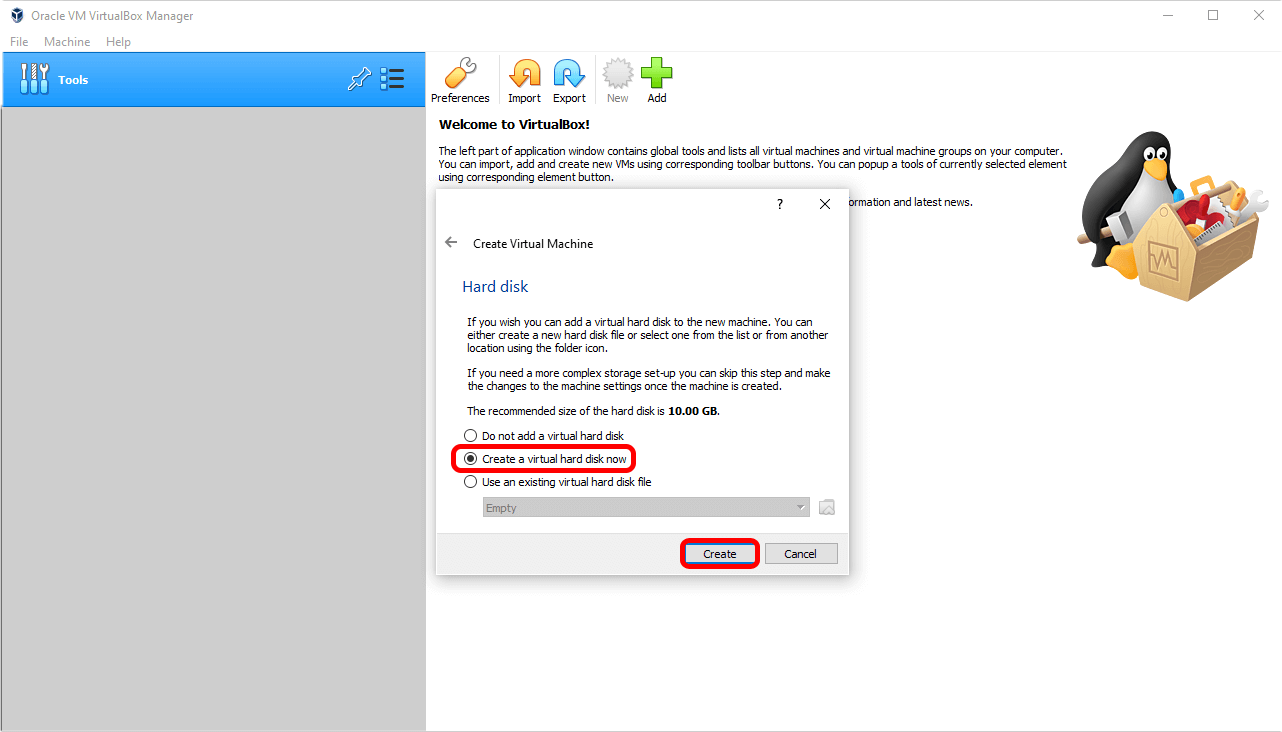 Oracle VM VirtualBox Manager
File Machine Help
Tools
Preferences Import Export New Add
Welcome to VirtualBox!
The left part of application window contains global tools and lists all virtual machines and virtual machine groups on your computer.
You can import, add and create new VMs using corresponding toolbar buttons. You can popup a tools of currently selected element
using corresponding element button.
ormation and latest news.
?
Create Virtual Machine
Hard disk
If you wish you can add a virtual hard disk to the new machine. You can
either create a new hard disk file or select one from the list or from another
location using the folder icon.
If you need a more complex storage set-up you can skip this step and make
the changes to the machine settings once the machine is created.
The recommended size of the hard disk is 10.00 GB.
Do not add a virtual hard disk
Create a virtual hard disk now
Use an existing virtual hard disk file
Empty
Create Cancel